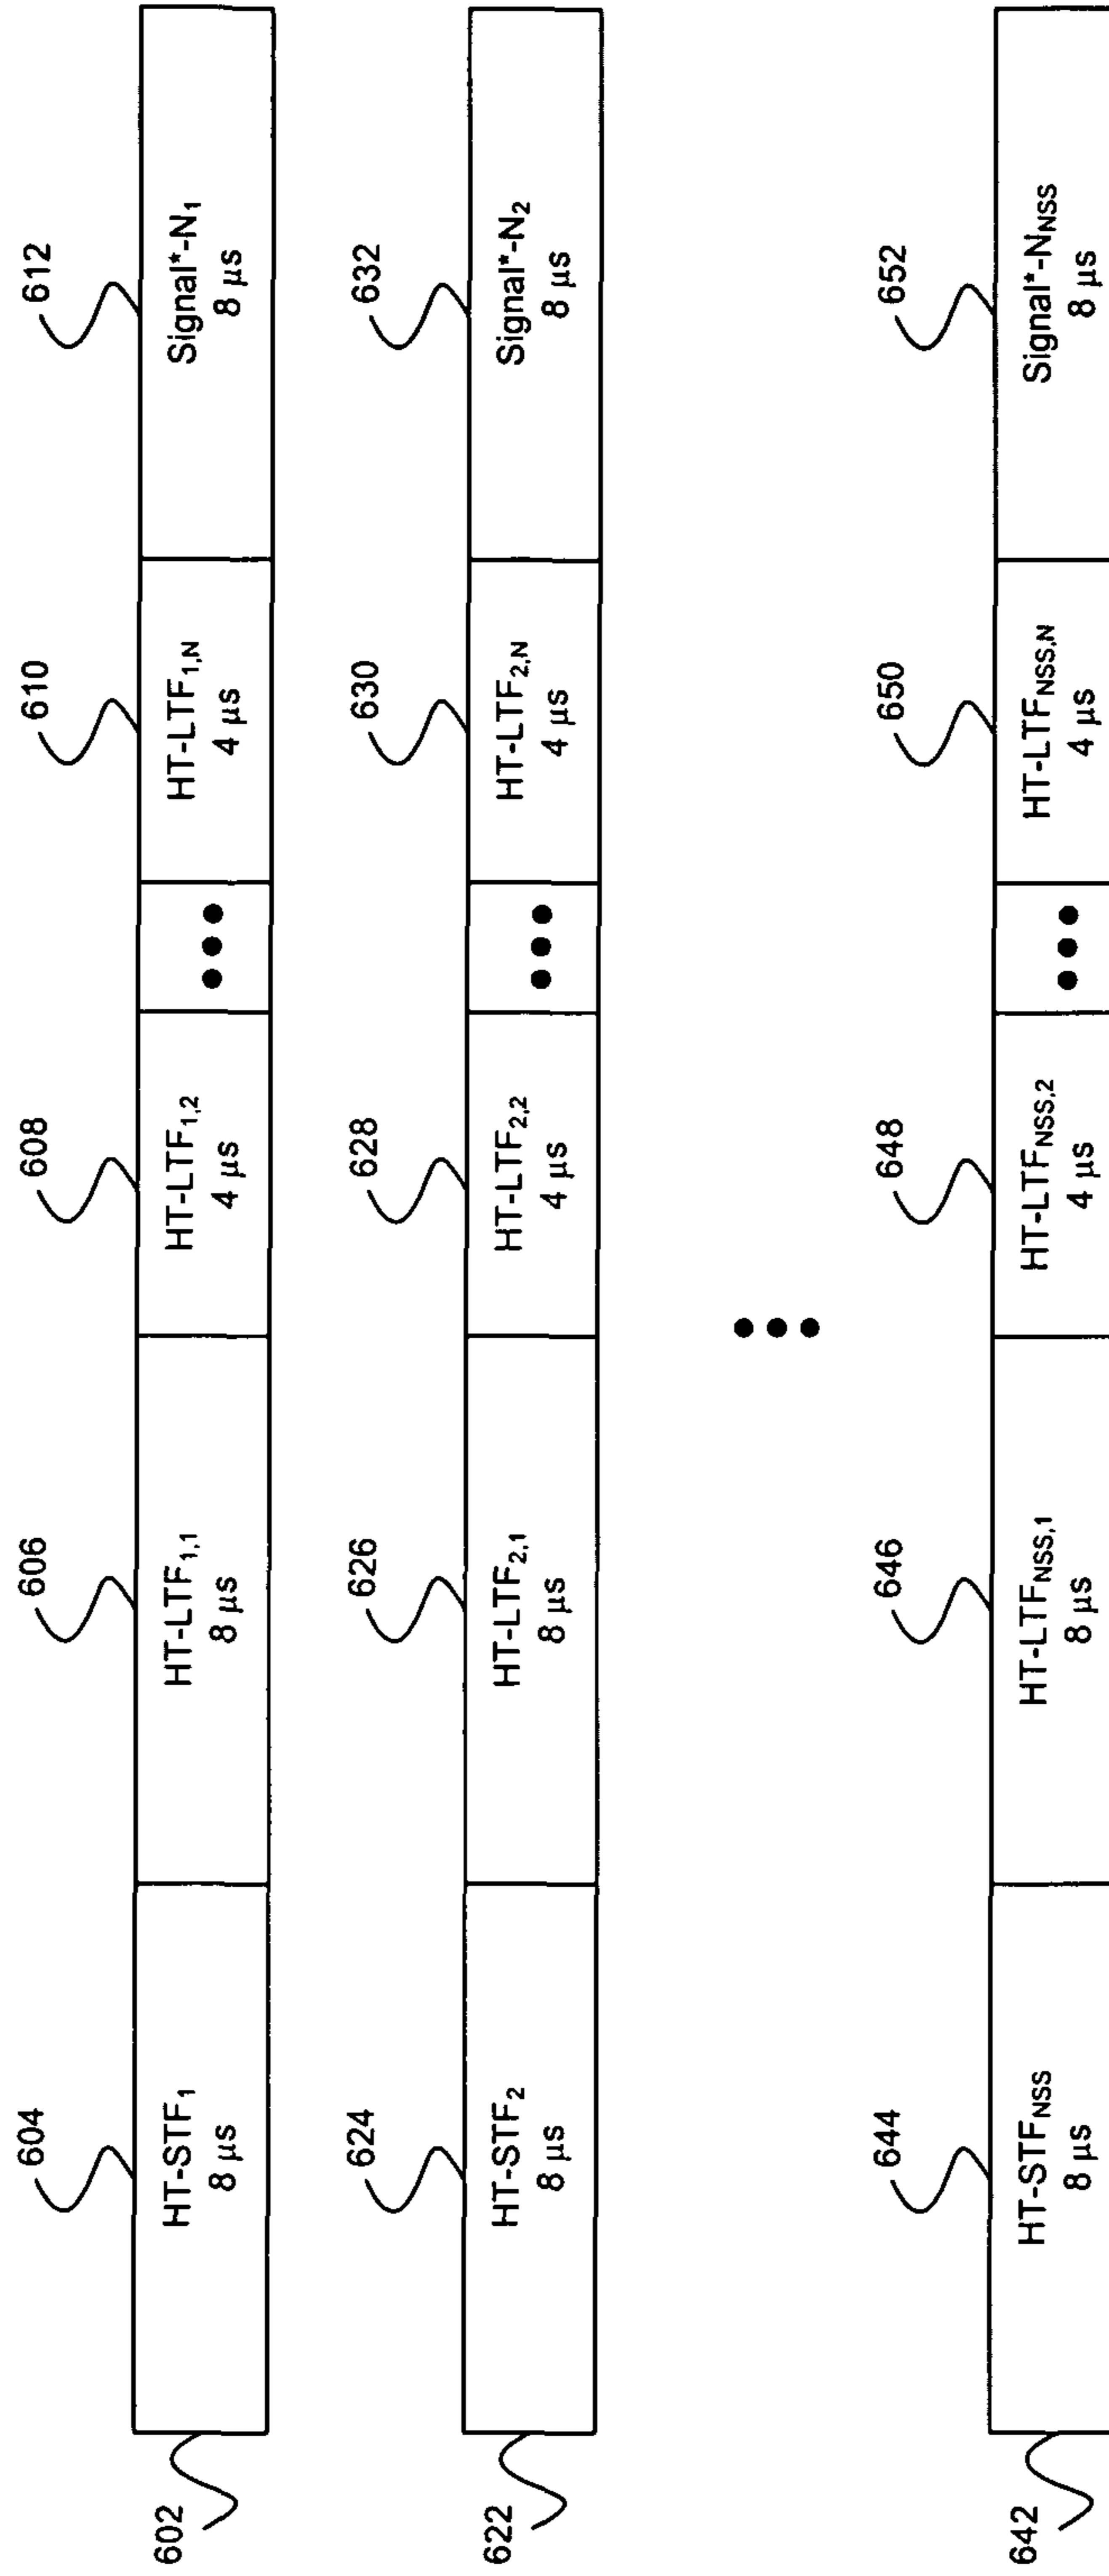 604
606
608
610
612
HT-STF₁
8 µs
HT-LTF₁,₁
8 µs
HT-LTF₁,₂
4 µs
•••
HT-LTF₁,N
4 µs
Signal*-N₁
8 µs
602
624
626
628
630
632
HT-STF₂
8 µs
HT-LTF₂,₁
8 µs
HT-LTF₂,₂
4 µs
•••
HT-LTF₂,N
4 µs
Signal*-N₂
8 µs
622
•••
644
646
648
650
652
HT-STFNSS
8 µs
HT-LTFNSS,1
8 µs
HT-LTFNSS,2
4 µs
•••
HT-LTFNSS,N
4 µs
Signal*-NNSS
8 µs
642